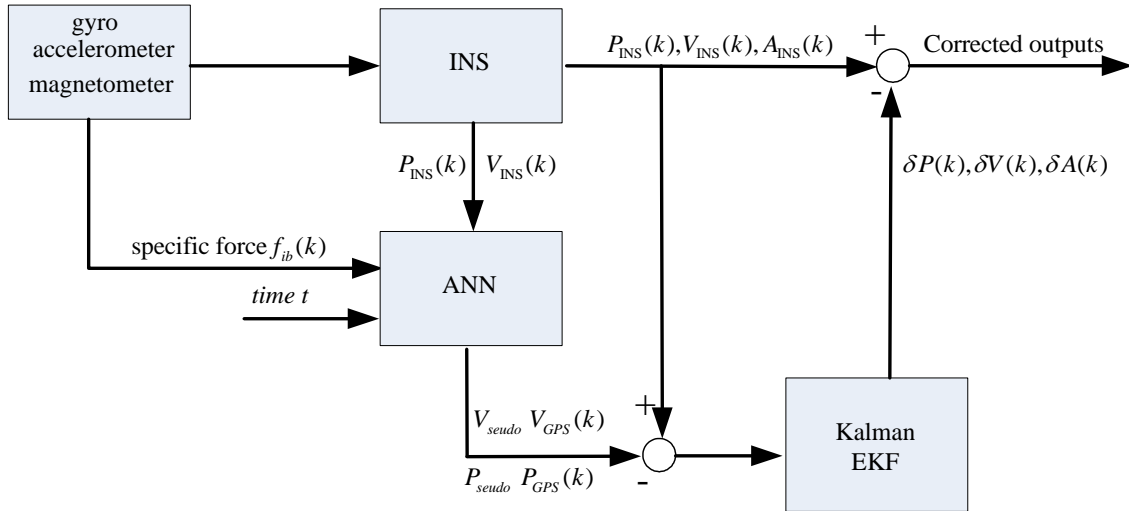 gyro
accelerometer
magnetometer
INS
P_INS(k),V_INS(k),A_INS(k)
+
Corrected outputs
-
P_INS(k) V_INS(k)
δP(k),δV(k),δA(k)
specific force f_ib(k)
ANN
time t
V_seudo V_GPS(k)
+
P_seudo P_GPS(k)
-
Kalman
EKF